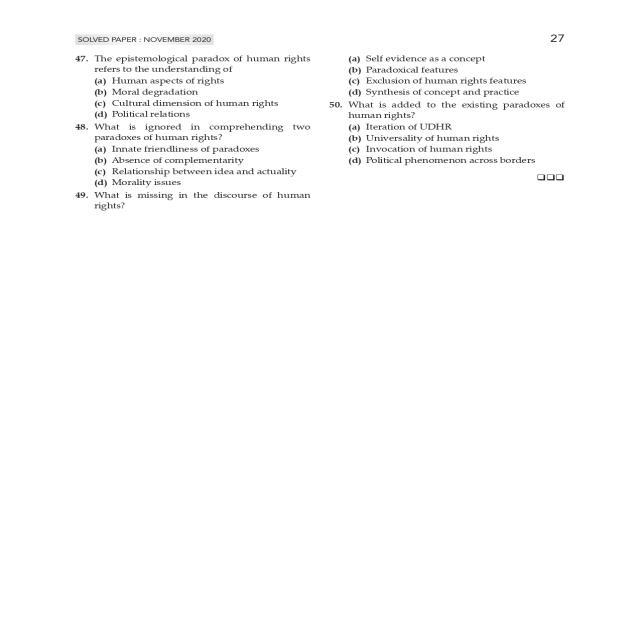 SOLVED PAPER : NOVEMBER 2020
27
47. The epistemological paradox of human rights
refers to the understanding of
(a) Human aspects of rights
(b) Moral degradation
(c) Cultural dimension of human rights
(d) Political relations
48. What is ignored in comprehending two
paradoxes of human rights?
(a) Innate friendliness of paradoxes
(b) Absence of complementarity
(c) Relationship between idea and actuality
(d) Morality issues
49. What is missing in the discourse of human
rights?
(a) Self evidence as a concept
(b) Paradoxical features
(c) Exclusion of human rights features
(d) Synthesis of concept and practice
50. What is added to the existing paradoxes of
human rights?
(a) Iteration of UDHR
(b) Universality of human rights
(c) Invocation of human rights
(d) Political phenomenon across borders